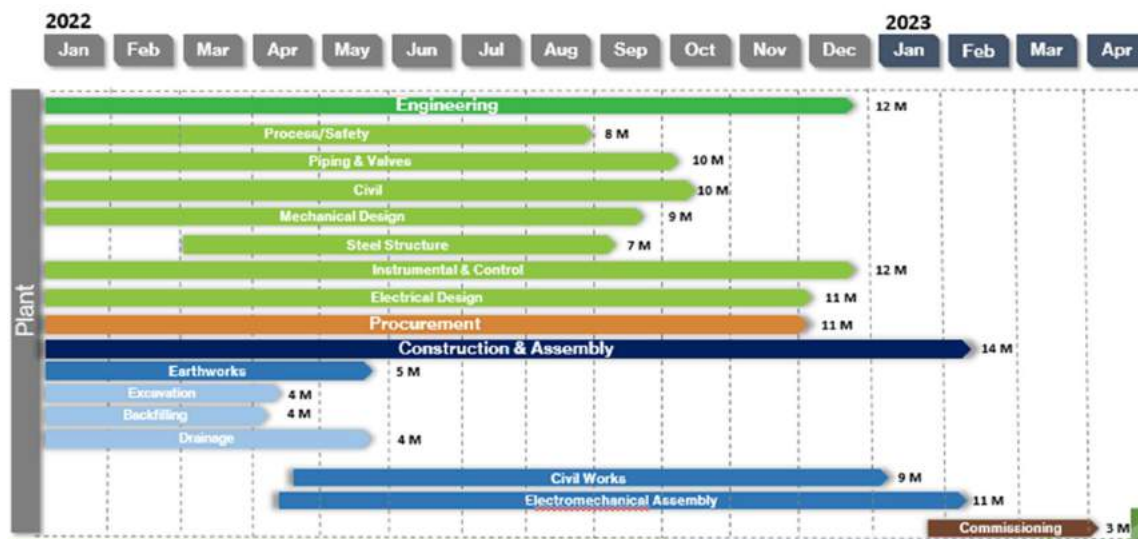 2022 2023
Jan Feb Mar Apr May Jun Jul Aug Sep Oct Nov Dec Jan Feb Mar Apr
Plant
Engineering 12 M
Process/Safety 8 M
Piping & Valves 10 M
Civil 10 M
Mechanical Design 9 M
Steel Structure 7 M
Instrumental & Control 12 M
Electrical Design 11 M
Procurement 11 M
Construction & Assembly 14 M
Earthworks 5 M
Excavation 4 M
Backfilling 4 M
Drainage 4 M
Civil Works 9 M
Electromechanical Assembly 11 M
Commissioning 3 M